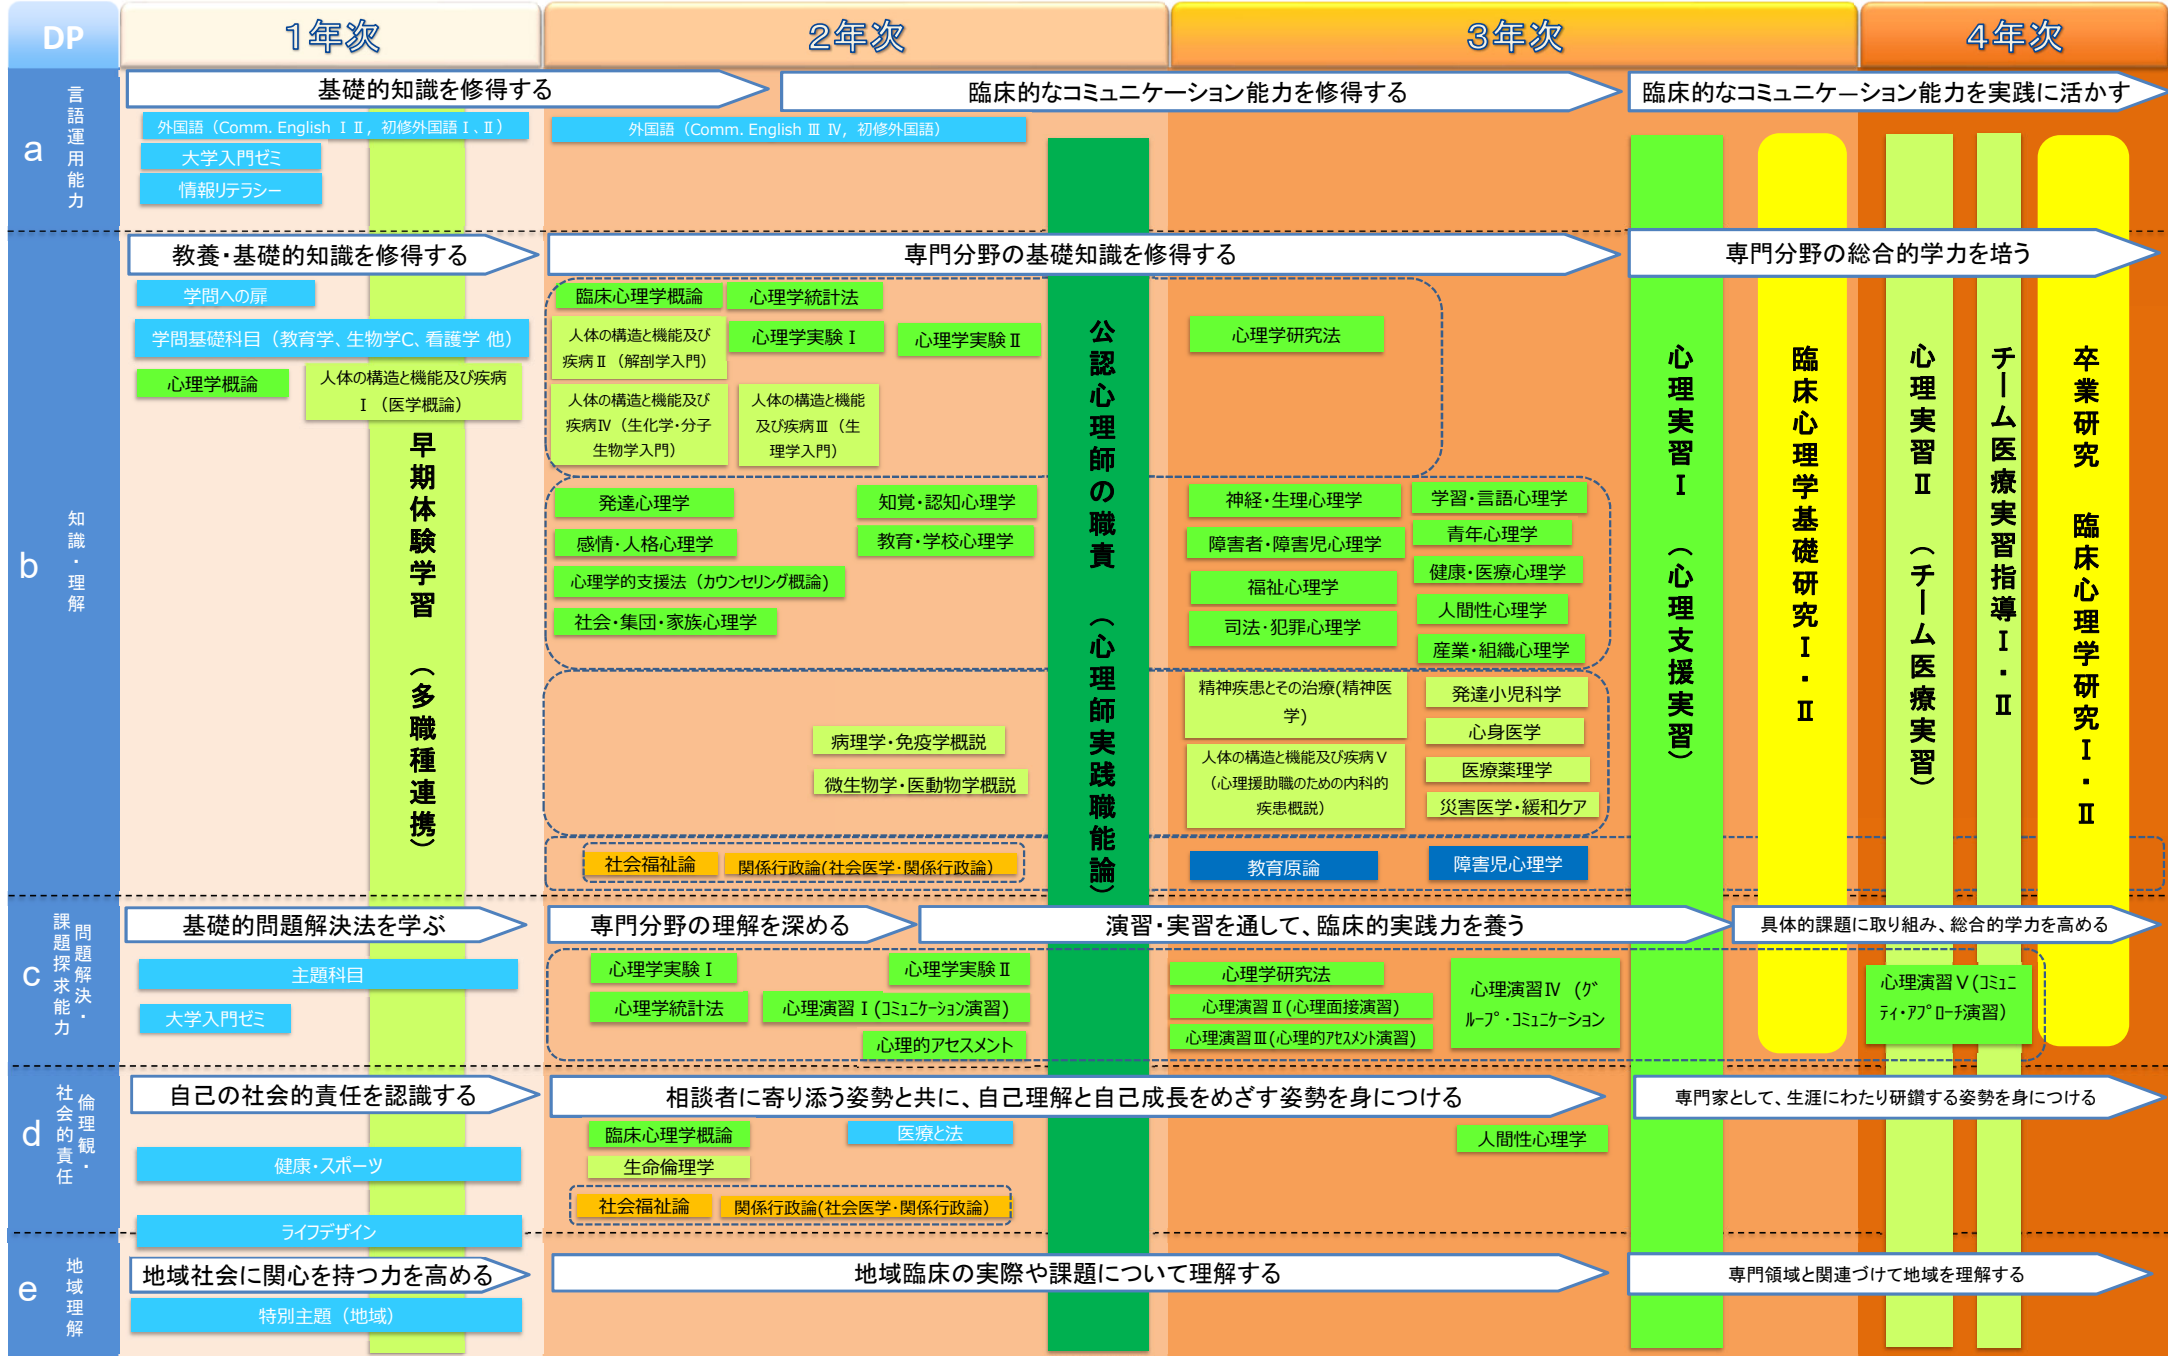 DP
1年次
2年次
3年次
4年次
a
言語運用能力
基礎的知識を修得する
臨床的なコミュニケーション能力を修得する
臨床的なコミュニケーション能力を実践に活かす
外国語（Comm. English Ⅰ Ⅱ, 初修外国語Ⅰ、Ⅱ）
外国語（Comm. English Ⅲ Ⅳ, 初修外国語）
大学入門ゼミ
情報リテラシー
b
知識・理解
教養・基礎的知識を修得する
専門分野の基礎知識を修得する
専門分野の総合的学力を培う
学問への扉
学問基礎科目（教育学、生物学C、看護学 他）
心理学概論
人体の構造と機能及び疾病
Ⅰ（医学概論）
早期体験学習（多職種連携）
臨床心理学概論
心理学統計法
人体の構造と機能及び
疾病Ⅱ（解剖学入門）
心理学実験Ⅰ
心理学実験Ⅱ
人体の構造と機能及び
疾病Ⅳ（生化学・分子
生物学入門）
人体の構造と機能
及び疾病Ⅲ（生
理学入門）
心理学研究法
発達心理学
知覚・認知心理学
感情・人格心理学
教育・学校心理学
心理学的支援法（カウンセリング概論）
社会・集団・家族心理学
神経・生理心理学
学習・言語心理学
障害者・障害児心理学
青年心理学
福祉心理学
健康・医療心理学
司法・犯罪心理学
人間性心理学
産業・組織心理学
病理学・免疫学概説
微生物学・医動物学概説
精神疾患とその治療(精神医
学)
人体の構造と機能及び疾病Ⅴ
（心理援助職のための内科的
疾患概説）
発達小児科学
心身医学
医療薬理学
災害医学・緩和ケア
社会福祉論
関係行政論(社会医学・関係行政論）
教育原論
障害児心理学
公認心理師の職責（心理師実践職能論）
心理実習Ⅰ（心理支援実習）
臨床心理学基礎研究Ⅰ・Ⅱ
心理実習Ⅱ（チーム医療実習）
チーム医療実習指導Ⅰ・Ⅱ
卒業研究 臨床心理学研究Ⅰ・Ⅱ
c
問題解決・
課題探求能力
基礎的問題解決法を学ぶ
専門分野の理解を深める
演習・実習を通して、臨床的実践力を養う
具体的課題に取り組み、総合的学力を高める
主題科目
大学入門ゼミ
心理学実験Ⅰ
心理学実験Ⅱ
心理学統計法
心理演習Ⅰ(ｺﾐｭﾆｹｰｼｮﾝ演習)
心理的アセスメント
心理学研究法
心理演習Ⅱ(心理面接演習)
心理演習Ⅲ(心理的ｱｾｽﾒﾝﾄ演習)
心理演習Ⅳ（ｸﾞ
ﾙｰﾌﾟ・ｺﾐｭﾆｹｰｼｮﾝ
心理演習Ⅴ(ｺﾐｭﾆ
ﾃｨ・ｱﾌﾟﾛｰﾁ演習）
d
倫理観・
社会的責任
自己の社会的責任を認識する
相談者に寄り添う姿勢と共に、自己理解と自己成長をめざす姿勢を身につける
専門家として、生涯にわたり研鑽する姿勢を身につける
健康・スポーツ
ライフデザイン
臨床心理学概論
医療と法
生命倫理学
社会福祉論
関係行政論(社会医学・関係行政論）
人間性心理学
e
地域理解
地域社会に関心を持つ力を高める
地域臨床の実際や課題について理解する
専門領域と関連づけて地域を理解する
特別主題（地域）